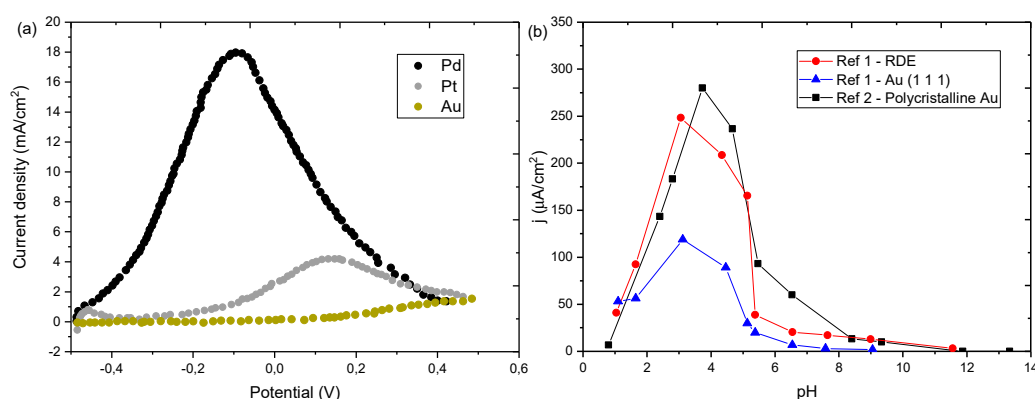 (a)
Current density (mA/cm²)
20
18
16
14
12
10
8
6
4
2
0
-2
Pd
Pt
Au
-0,4 -0,2 0,0 0,2 0,4 0,6
Potential (V)
(b)
j (µA/cm²)
350
300
250
200
150
100
50
0
Ref 1 - RDE
Ref 1 - Au (1 1 1)
Ref 2 - Polycristalline Au
0 2 4 6 8 10 12 14
pH